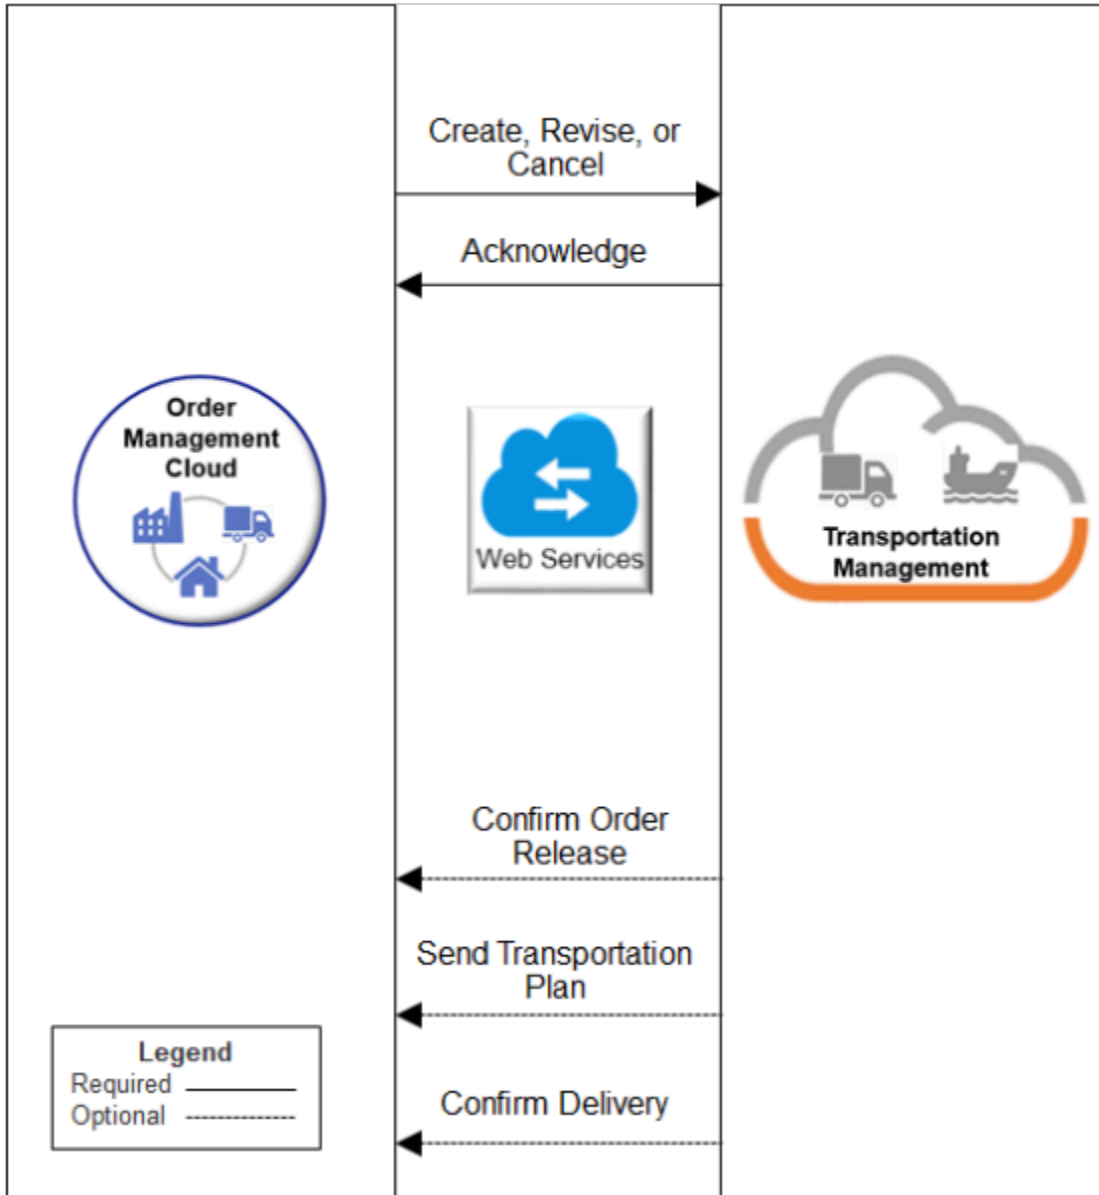 Create, Revise, or
Cancel
Acknowledge
Order
Management
Cloud
Web Services
Transportation
Management
Confirm Order
Release
Send Transportation
Plan
Confirm Delivery
Legend
Required
Optional